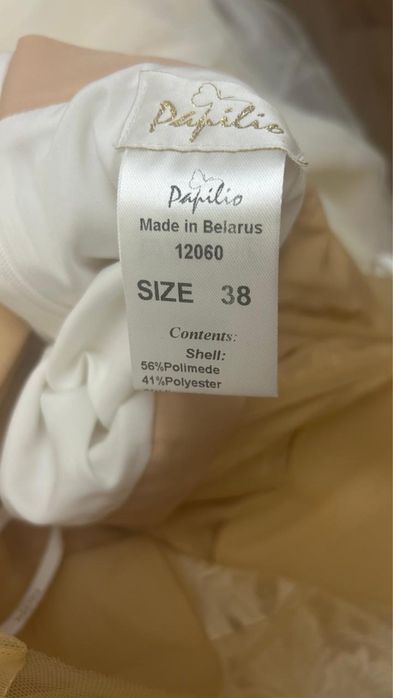 Papilio
Papilio
Made in Belarus
12060
SIZE 38
Contents:
Shell:
56%Polimede
41%Polyester